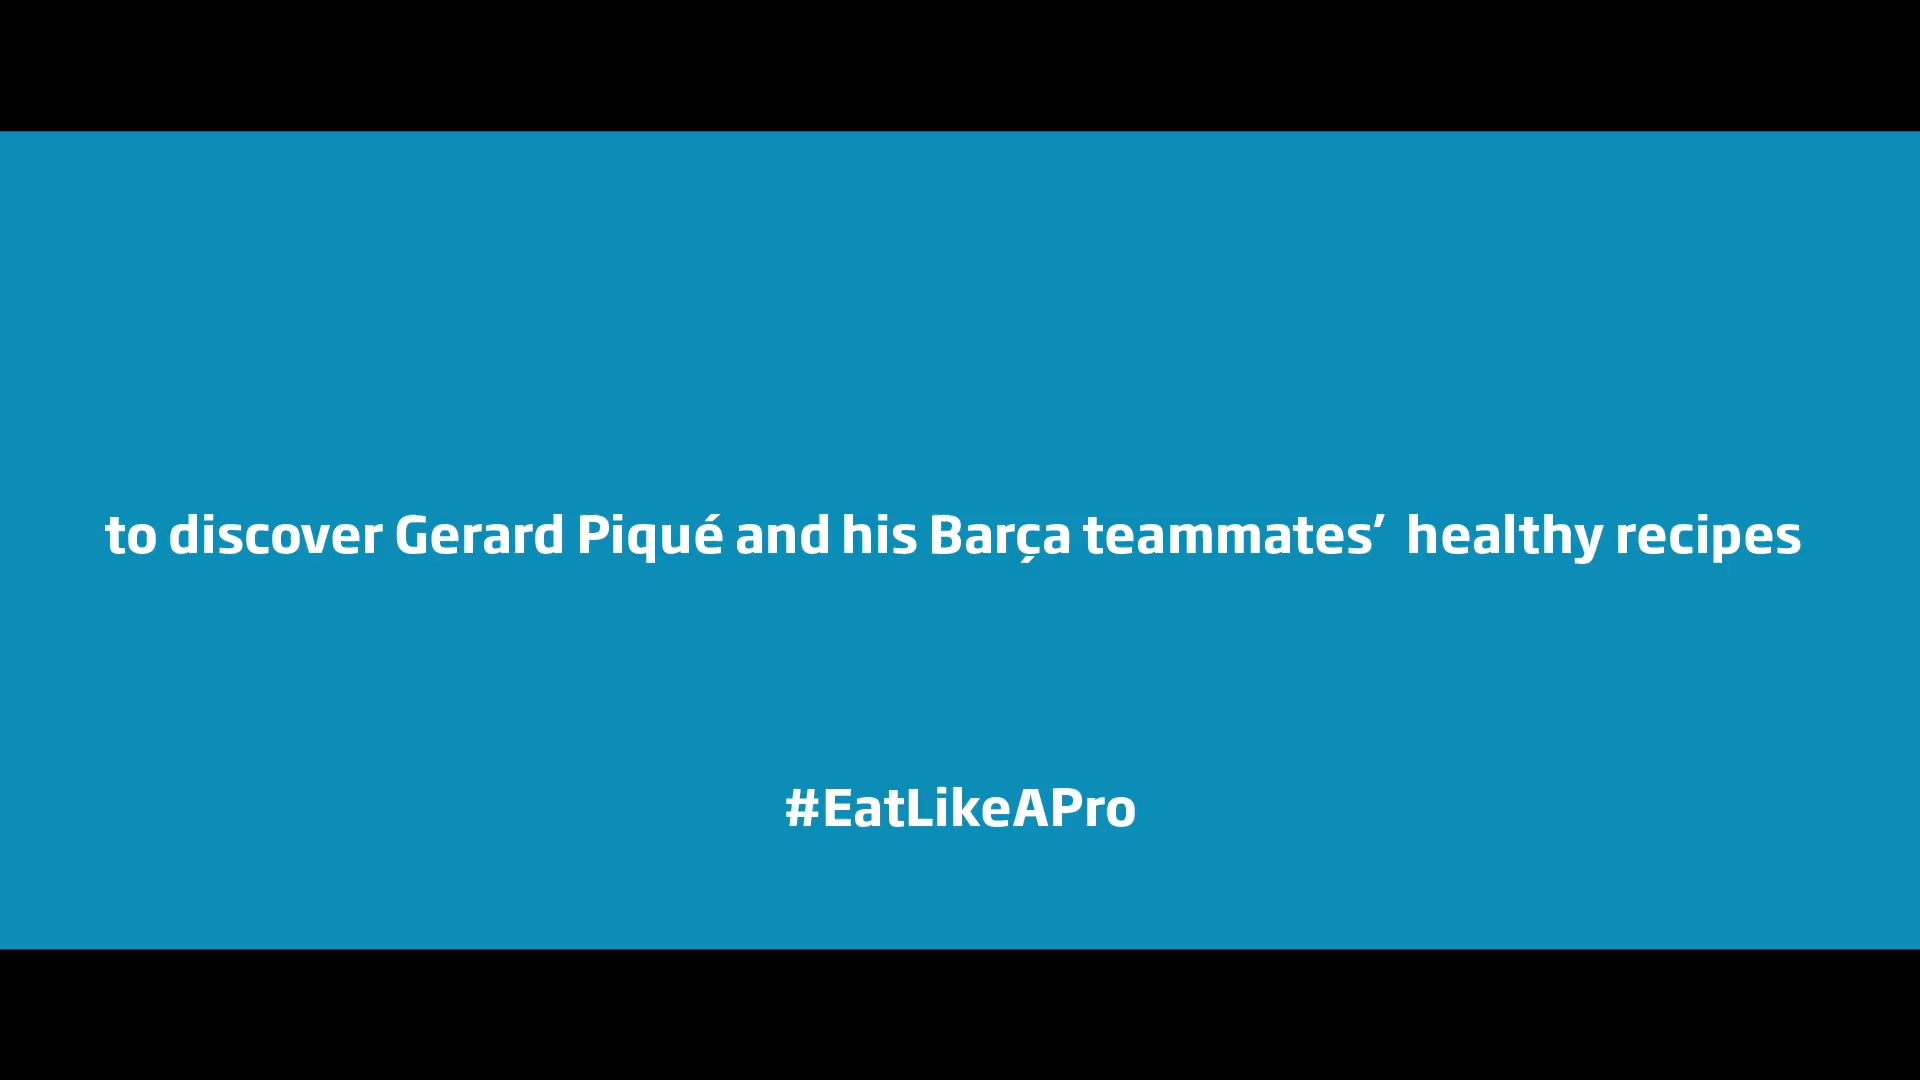 to discover Gerard Piqué and his Barça teammates’  healthy recipes
#EatLikeAPro